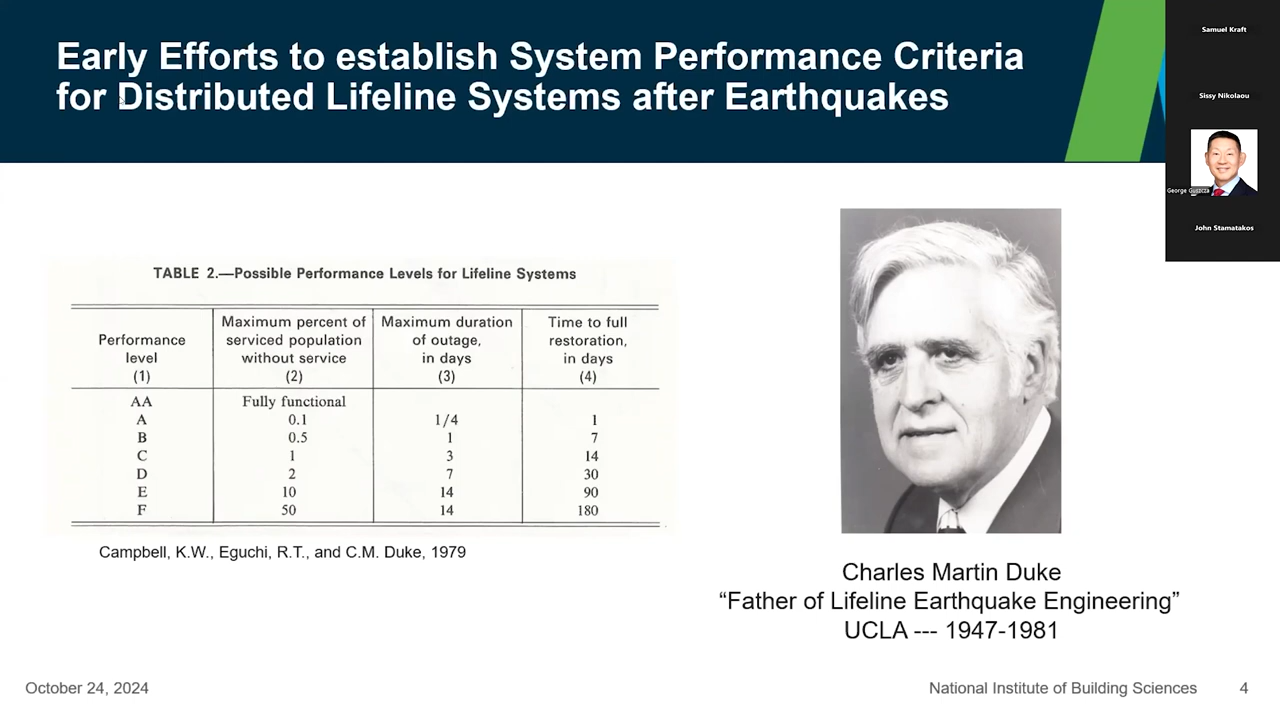 Early Efforts to establish System Performance Criteria
for Distributed Lifeline Systems after Earthquakes
Samuel Kraft
Sissy Nikolaou
George Guszcza
John Stamatakos
TABLE 2.—Possible Performance Levels for Lifeline Systems
Performance level (1) Maximum percent of serviced population without service (2) Maximum duration of outage, in days (3) Time to full restoration, in days (4)
AA Fully functional
A 0.1 1/4 1
B 0.5 1 7
C 1 3 14
D 2 7 30
E 10 14 90
F 50 14 180
Campbell, K.W., Eguchi, R.T., and C.M. Duke, 1979
Charles Martin Duke
“Father of Lifeline Earthquake Engineering”
UCLA --- 1947-1981
October 24, 2024
National Institute of Building Sciences 4